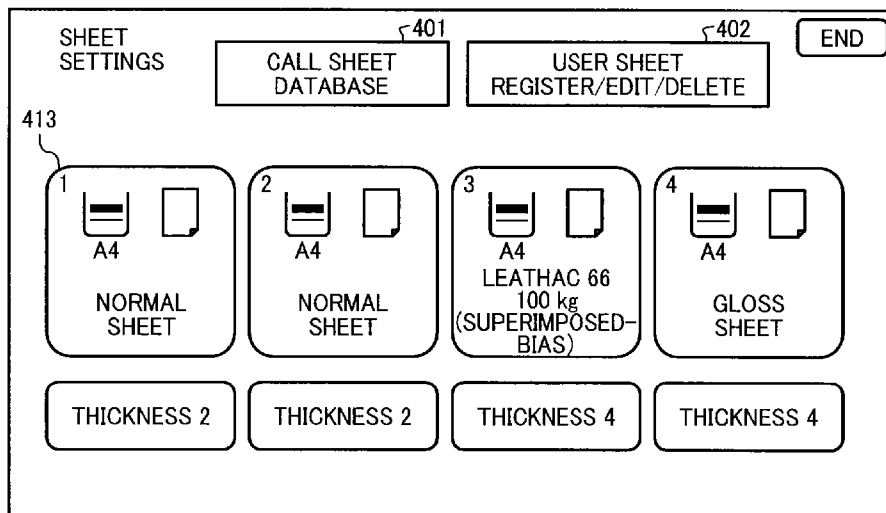 SHEET
SETTINGS
401
CALL SHEET
DATABASE
402
USER SHEET
REGISTER/EDIT/DELETE
END
413
1
A4
NORMAL
SHEET
2
A4
NORMAL
SHEET
3
A4
LEATHAC 66
100 kg
(SUPERIMPOSED-
BIAS)
4
A4
GLOSS
SHEET
THICKNESS 2
THICKNESS 2
THICKNESS 4
THICKNESS 4